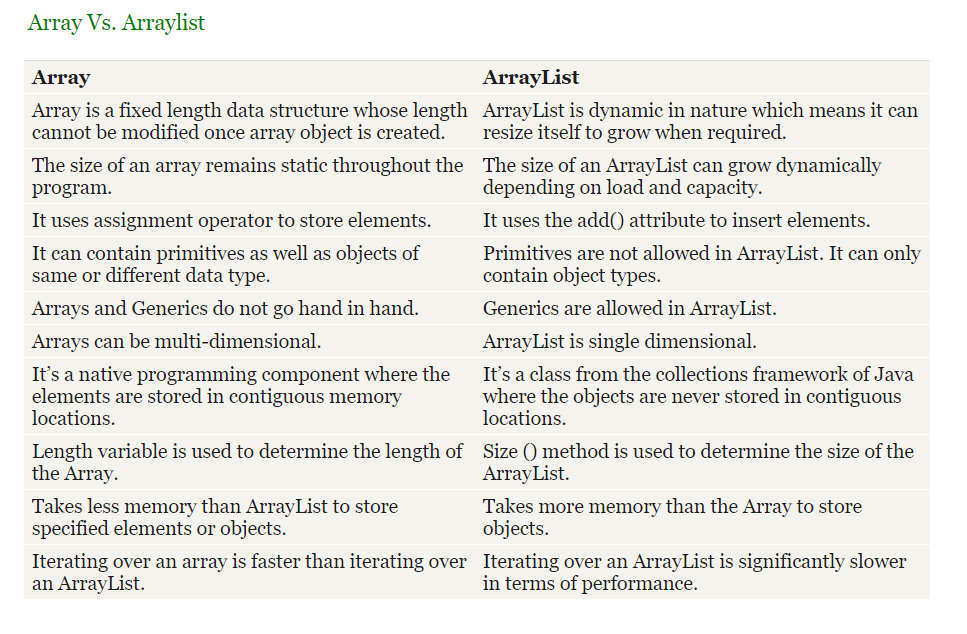 Array Vs. Arraylist
Array
ArrayList
Array is a fixed length data structure whose length
cannot be modified once array object is created.
ArrayList is dynamic in nature which means it can
resize itself to grow when required.
The size of an array remains static throughout the
program.
The size of an ArrayList can grow dynamically
depending on load and capacity.
It uses assignment operator to store elements.
It uses the add() attribute to insert elements.
It can contain primitives as well as objects of
same or different data type.
Primitives are not allowed in ArrayList. It can only
contain object types.
Arrays and Generics do not go hand in hand.
Generics are allowed in ArrayList.
Arrays can be multi-dimensional.
ArrayList is single dimensional.
It’s a native programming component where the
elements are stored in contiguous memory
locations.
It’s a class from the collections framework of Java
where the objects are never stored in contiguous
locations.
Length variable is used to determine the length of
the Array.
Size () method is used to determine the size of the
ArrayList.
Takes less memory than ArrayList to store
specified elements or objects.
Takes more memory than the Array to store
objects.
Iterating over an array is faster than iterating over
an ArrayList.
Iterating over an ArrayList is significantly slower
in terms of performance.